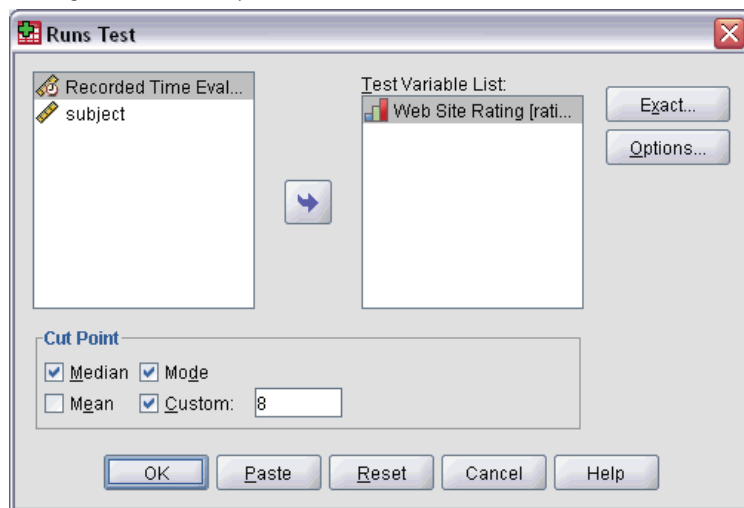 Runs Test
Recorded Time Eval...
subject
Test Variable List:
Web Site Rating [rati...
Exact...
Options...
Cut Point
Median Mode
Mean Custom: 8
OK Paste Reset Cancel Help